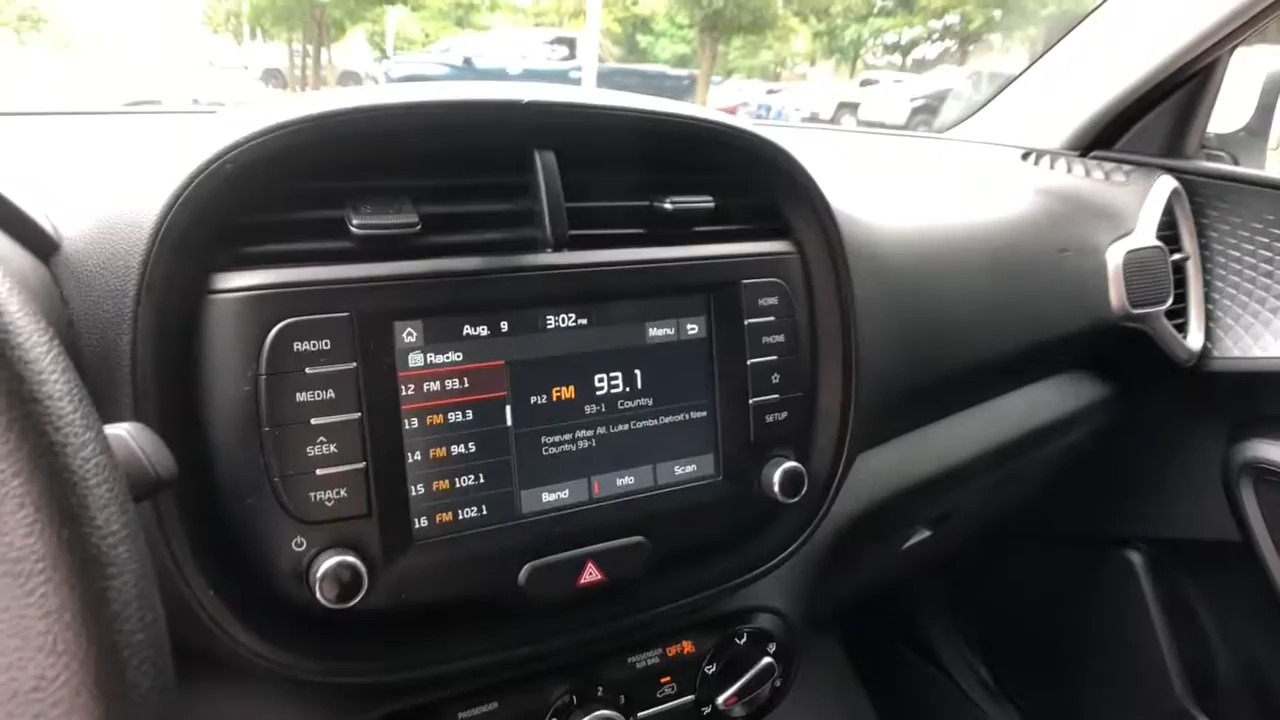 Aug. 9 3:02 PM
Menu
Radio
12 FM 93.1
13 FM 93.3
14 FM 94.5
15 FM 102.1
16 FM 102.1
P12 FM 93.1
93-1 Country
Forever After All, Luke Combs,Detroit's New
Country 93-1
Band
Info
Scan
RADIO
MEDIA
SEEK
TRACK
HOME
PHONE
SETUP
PASSENGER
AIR BAG
OFF
PASSENGER
2
3